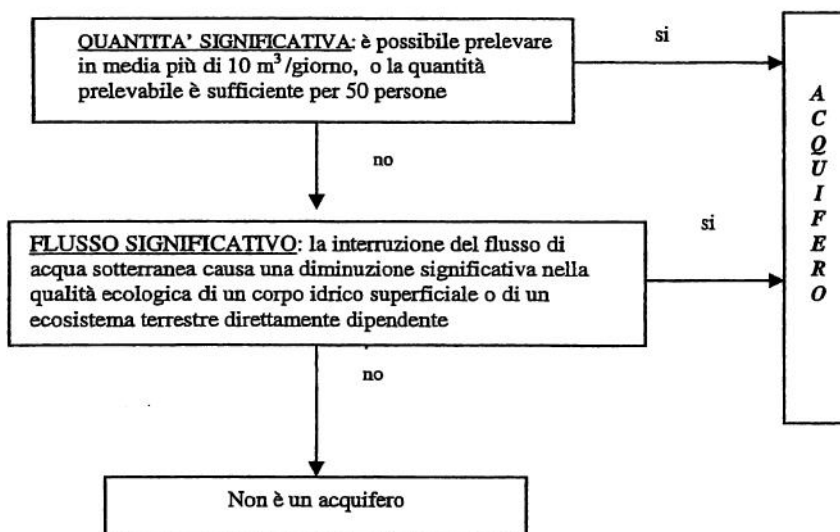 QUANTITA’ SIGNIFICATIVA: è possibile prelevare
in media più di 10 m³/giorno, o la quantità
prelevabile è sufficiente per 50 persone
si
no
FLUSSO SIGNIFICATIVO: la interruzione del flusso di
acqua sotterranea causa una diminuzione significativa nella
qualità ecologica di un corpo idrico superficiale o di un
ecosistema terrestre direttamente dipendente
si
no
Non è un acquifero
A
C
Q
U
I
F
E
R
O